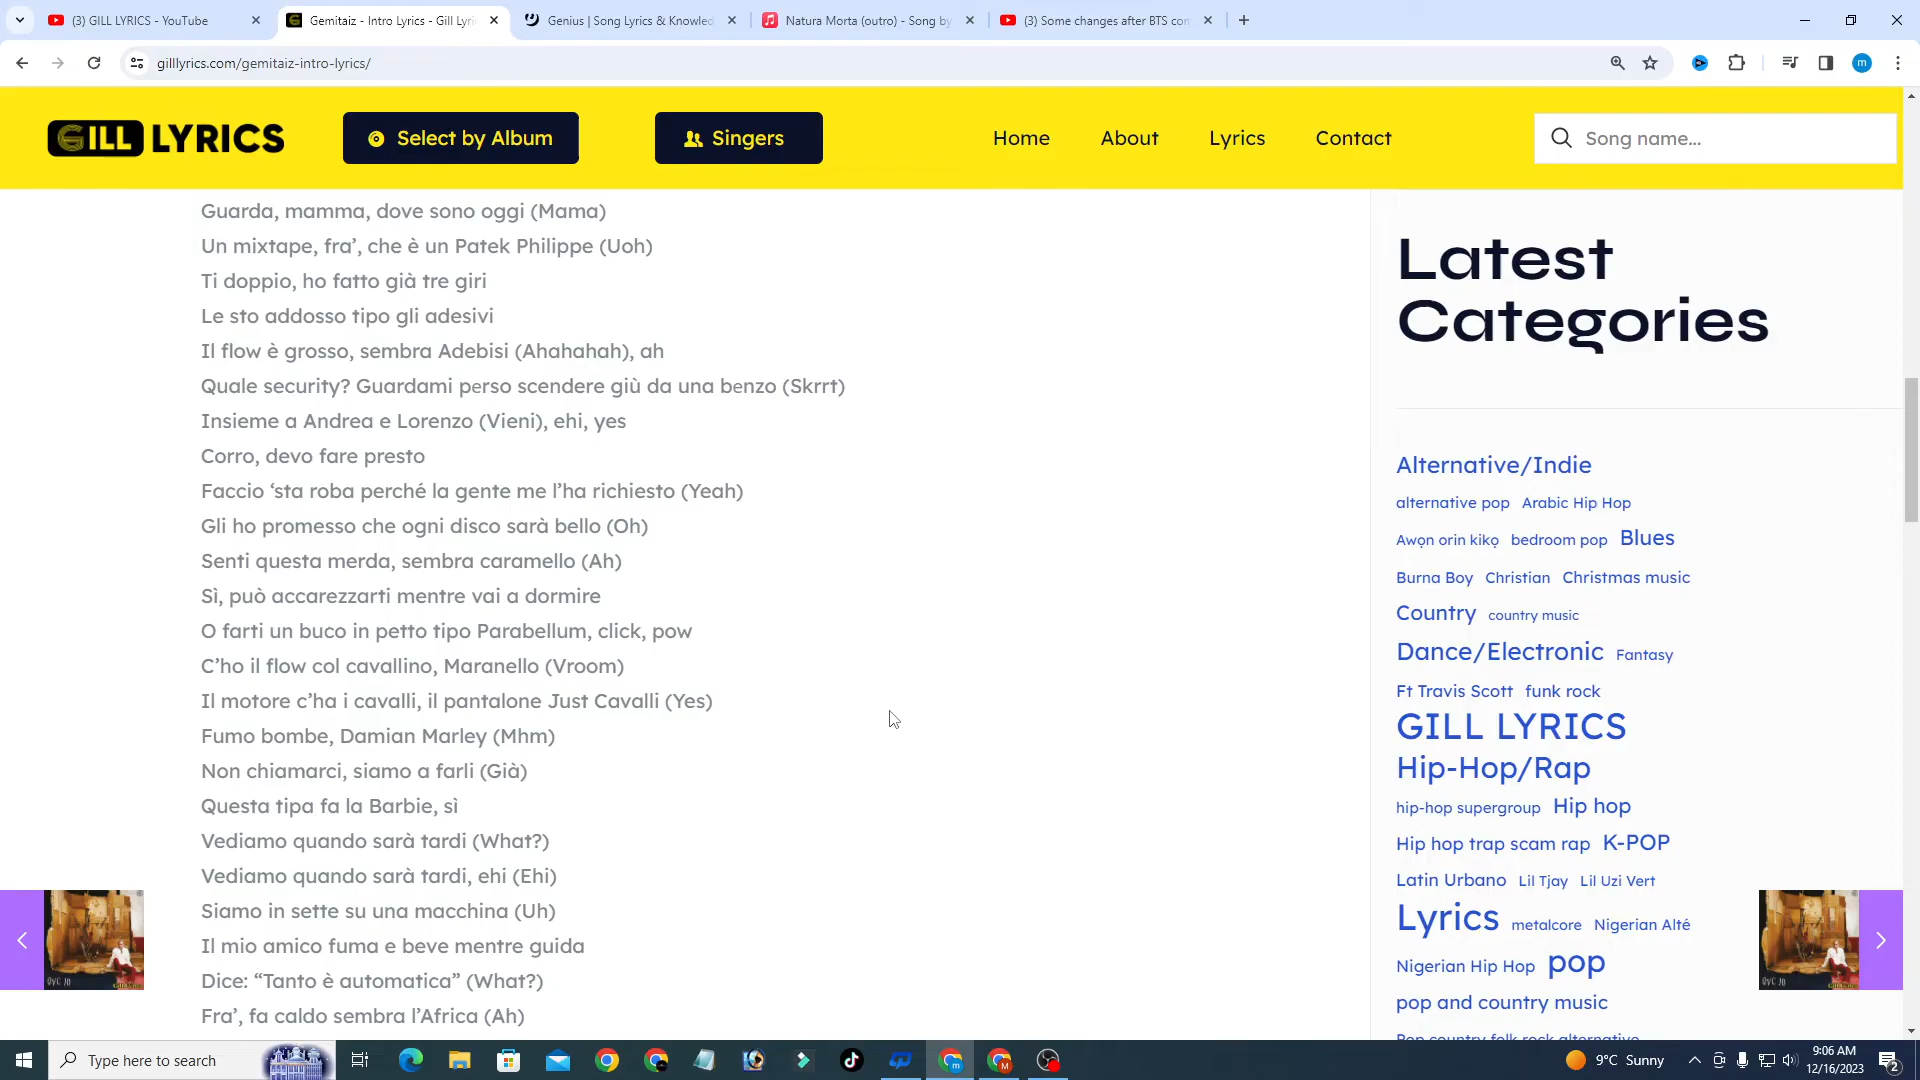 (3) GILL LYRICS - YouTube
Gemitaiz - Intro Lyrics - Gill Lyri
Genius | Song Lyrics & Knowled
Natura Morta (outro) - Song by
(3) Some changes after BTS con
gilllyrics.com/gemitaiz-intro-lyrics/
m
GILL LYRICS
Select by Album
Singers
Home
About
Lyrics
Contact
Song name...
Guarda, mamma, dove sono oggi (Mama)
Un mixtape, fra’, che è un Patek Philippe (Uoh)
Ti doppio, ho fatto già tre giri
Le sto addosso tipo gli adesivi
Il flow è grosso, sembra Adebisi (Ahahahah), ah
Quale security? Guardami perso scendere giù da una benzo (Skrrt)
Insieme a Andrea e Lorenzo (Vieni), ehi, yes
Corro, devo fare presto
Faccio ‘sta roba perché la gente me l’ha richiesto (Yeah)
Gli ho promesso che ogni disco sarà bello (Oh)
Senti questa merda, sembra caramello (Ah)
Sì, può accarezzarti mentre vai a dormire
O farti un buco in petto tipo Parabellum, click, pow
C’ho il flow col cavallino, Maranello (Vroom)
Il motore c’ha i cavalli, il pantalone Just Cavalli (Yes)
Fumo bombe, Damian Marley (Mhm)
Non chiamarci, siamo a farli (Già)
Questa tipa fa la Barbie, sì
Vediamo quando sarà tardi (What?)
Vediamo quando sarà tardi, ehi (Ehi)
Siamo in sette su una macchina (Uh)
Il mio amico fuma e beve mentre guida
Dice: “Tanto è automatica” (What?)
Fra’, fa caldo sembra l’Africa (Ah)
Latest
Categories
Alternative/Indie
alternative pop Arabic Hip Hop
Awọn orin kikọ bedroom pop Blues
Burna Boy Christian Christmas music
Country country music
Dance/Electronic Fantasy
Ft Travis Scott funk rock
GILL LYRICS
Hip-Hop/Rap
hip-hop supergroup Hip hop
Hip hop trap scam rap K-POP
Latin Urbano Lil Tjay Lil Uzi Vert
Lyrics metalcore Nigerian Alté
Nigerian Hip Hop pop
pop and country music
Pop country folk rock alternative
Type here to search
9°C Sunny
9:06 AM
12/16/2023
2